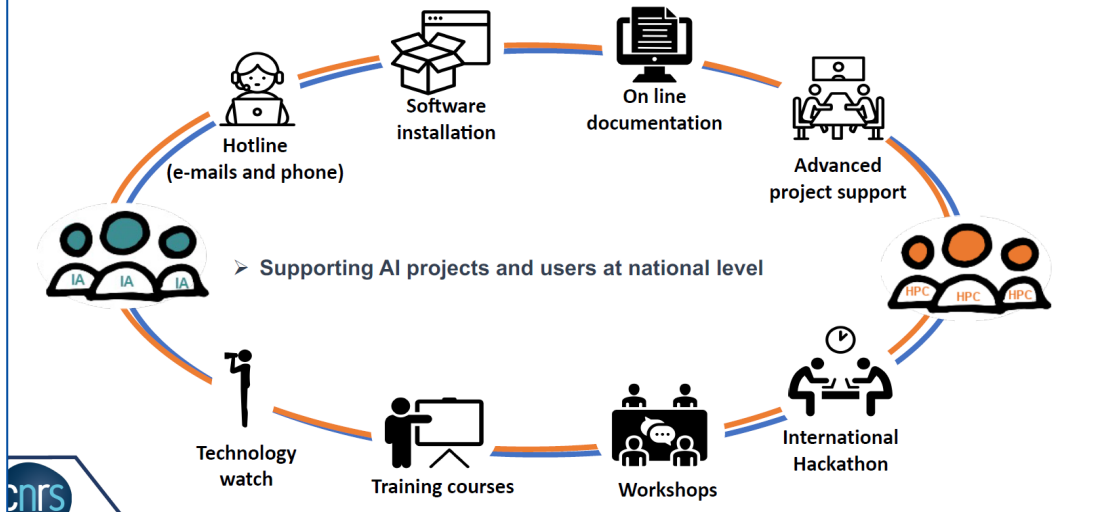 Hotline
(e-mails and phone)
Software
installation
On line
documentation
Advanced
project support
IA IA IA
➢ Supporting AI projects and users at national level
HPC HPC HPC
Technology
watch
Training courses
Workshops
International
Hackathon
cnrs